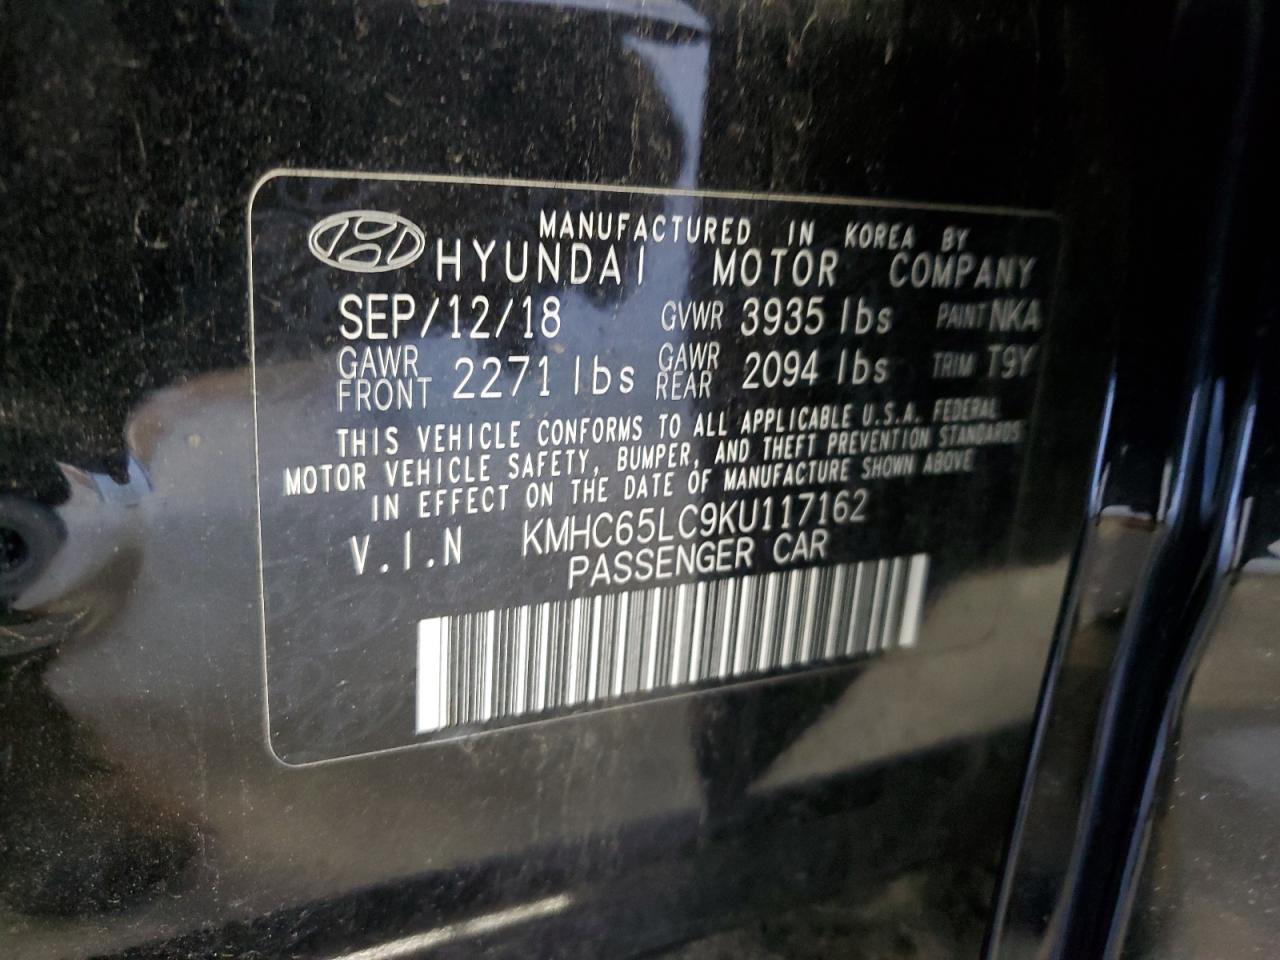 MANUFACTURED IN KOREA BY
HYUNDAI MOTOR COMPANY
SEP/12/18 GVWR 3935 lbs PAINT NKA
GAWR FRONT 2271 lbs GAWR REAR 2094 lbs TRIM T9Y
THIS VEHICLE CONFORMS TO ALL APPLICABLE U.S.A. FEDERAL
MOTOR VEHICLE SAFETY, BUMPER, AND THEFT PREVENTION STANDARDS
IN EFFECT ON THE DATE OF MANUFACTURE SHOWN ABOVE
V.I.N KMHC65LC9KU117162
PASSENGER CAR